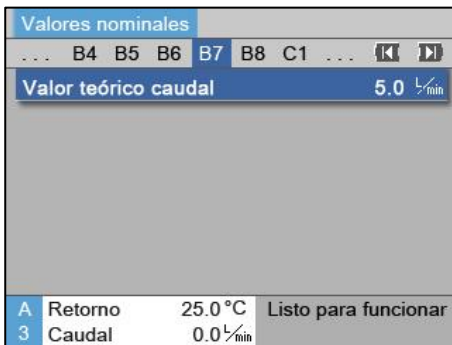 Valores nominales
... B4 B5 B6 B7 B8 C1 ...
Valor teórico caudal 5.0 L/min
A Retorno 25.0 °C Listo para funcionar
3 Caudal 0.0 L/min